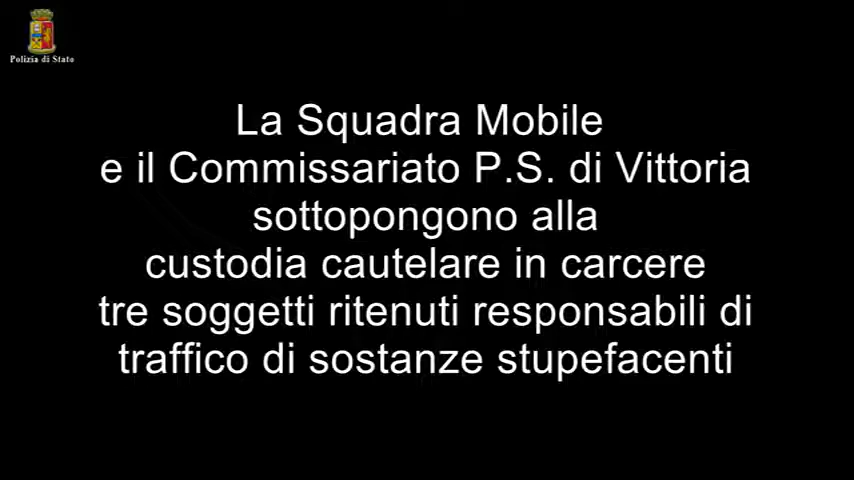 Polizia di Stato
La Squadra Mobile
e il Commissariato P.S. di Vittoria
sottopongono alla
custodia cautelare in carcere
tre soggetti ritenuti responsabili di
traffico di sostanze stupefacenti